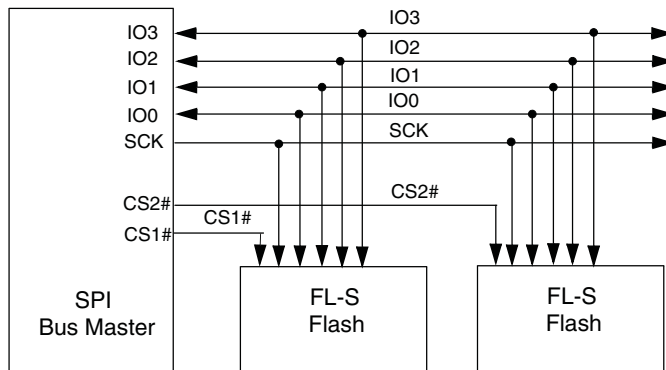 IO3
IO3
IO2
IO2
IO1
IO1
IO0
IO0
SCK
SCK
CS2#
CS2#
CS1#
CS1#
SPI
Bus Master
FL-S
Flash
FL-S
Flash